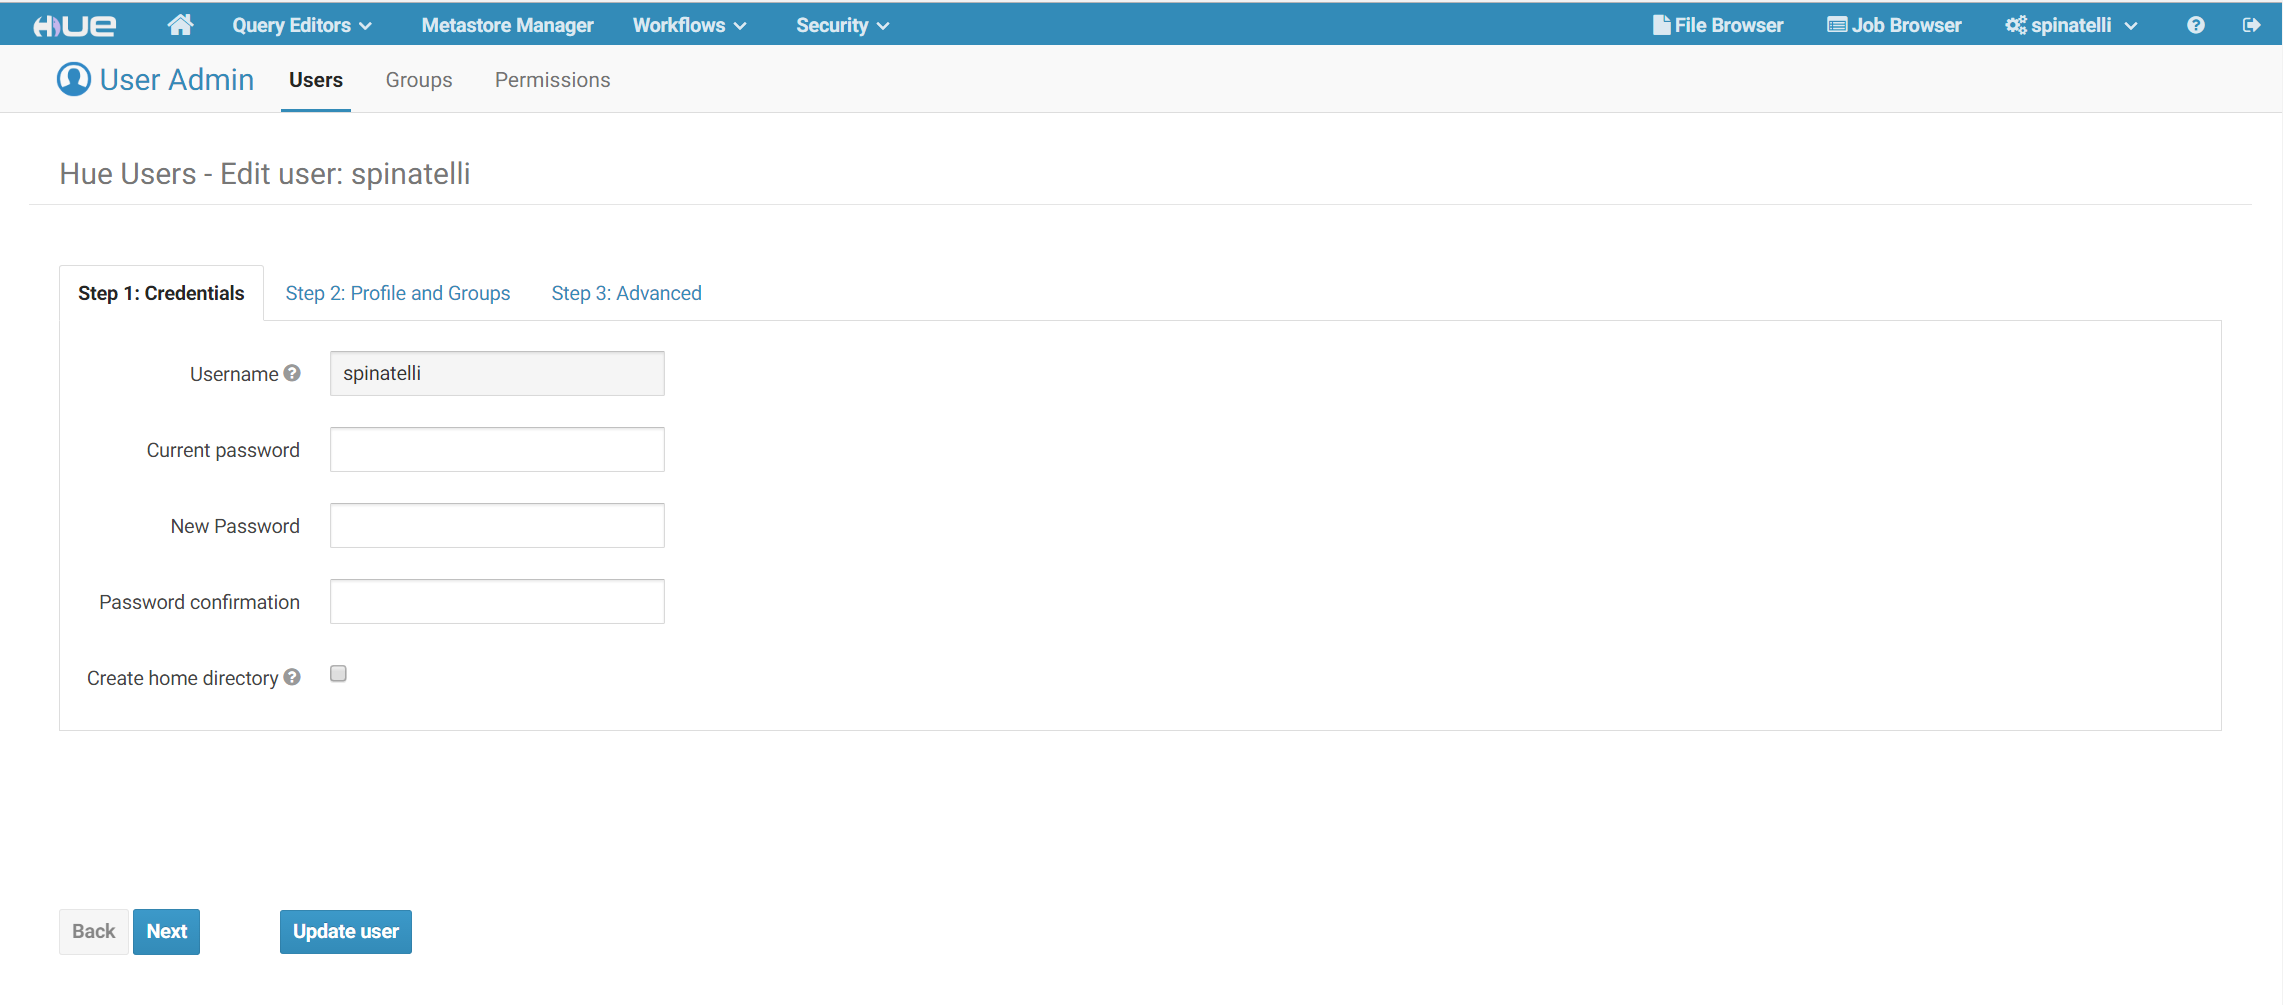 HUE Query Editors Metastore Manager Workflows Security File Browser Job Browser spinatelli
User Admin Users Groups Permissions
Hue Users - Edit user: spinatelli
Step 1: Credentials Step 2: Profile and Groups Step 3: Advanced
Username spinatelli
Current password
New Password
Password confirmation
Create home directory
Back Next Update user